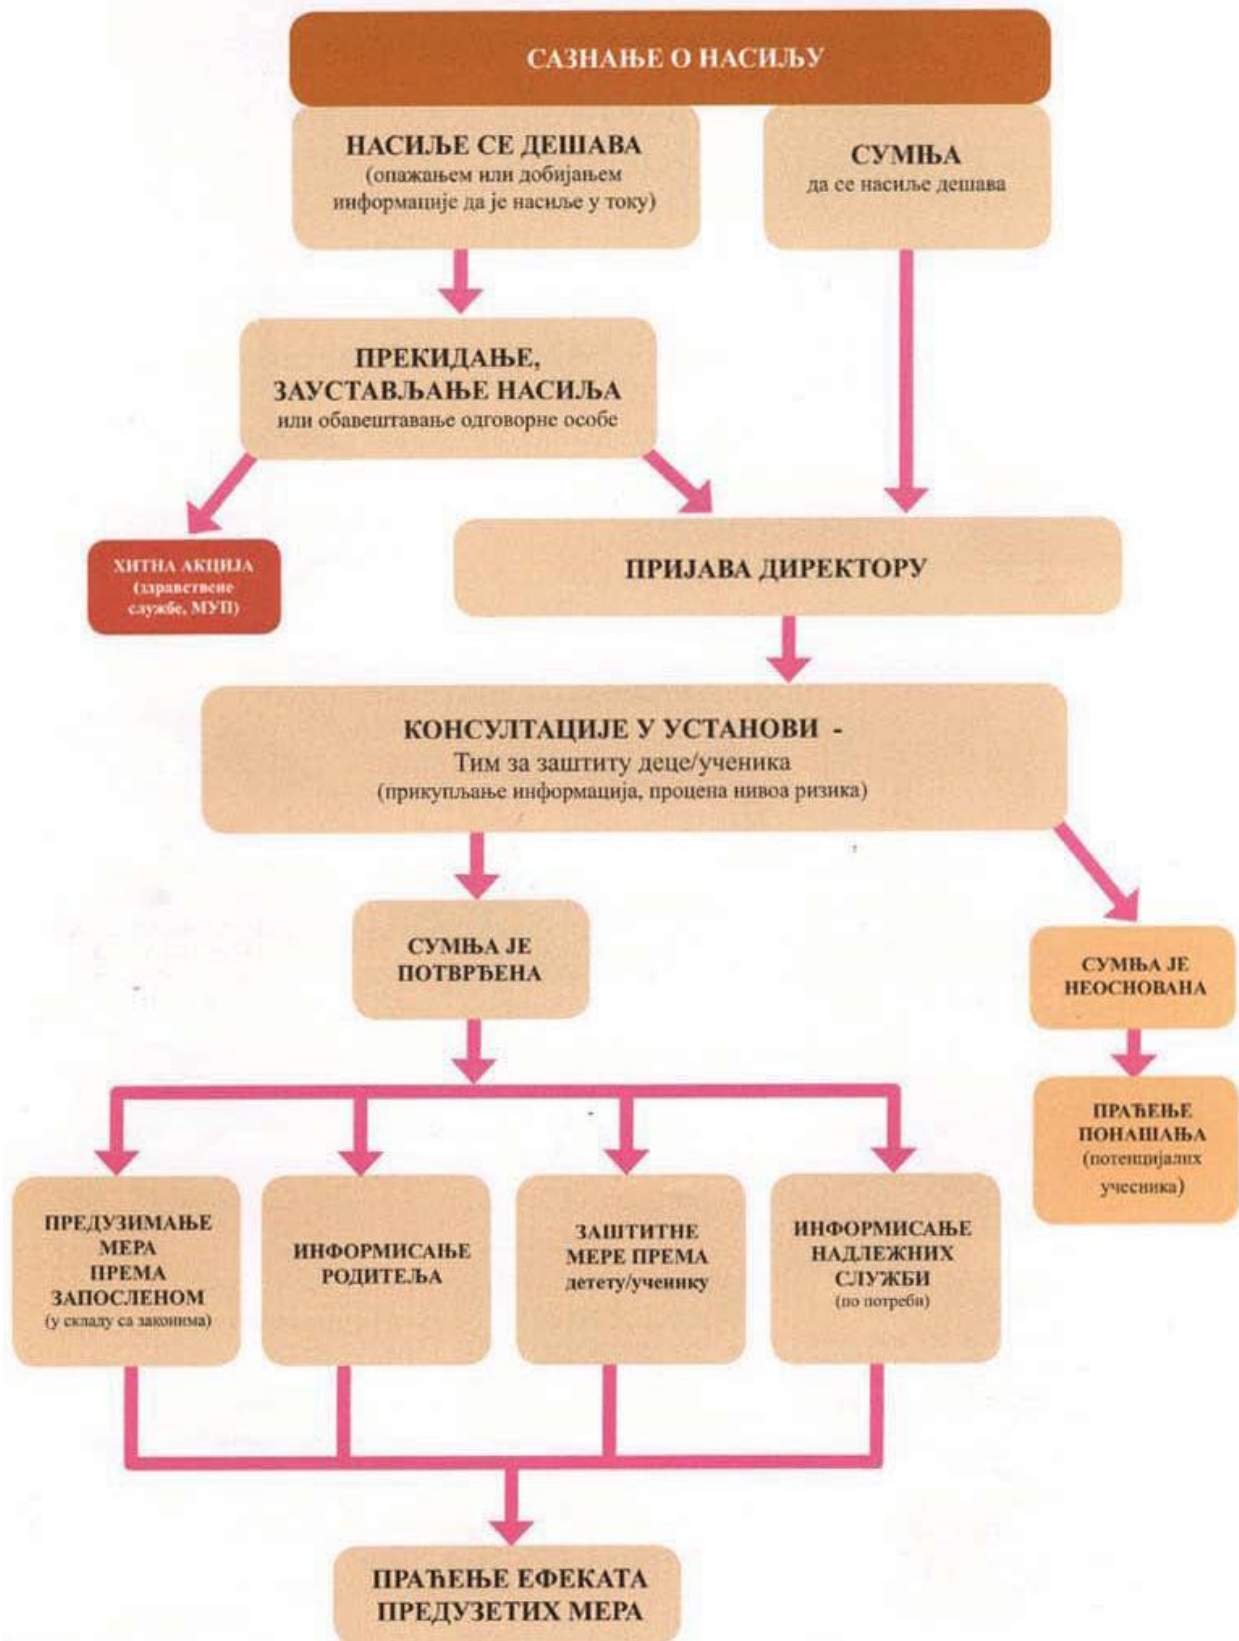 САЗНАЊЕ О НАСИЉУ
НАСИЉЕ СЕ ДЕШАВА
(опажањем или добијањем
информације да је насиље у току)
СУМЊА
да се насиље дешава
ПРЕКИДАЊЕ,
ЗАУСТАВЉАЊЕ НАСИЉА
или обавештавање одговорне особе
ХИТНА АКЦИЈА
(здравствене
службе, МУП)
ПРИЈАВА ДИРЕКТОРУ
КОНСУЛТАЦИЈЕ У УСТАНОВИ -
Тим за заштиту деце/ученика
(прикупљање информација, процена нивоа ризика)
СУМЊА ЈЕ
ПОТВРЂЕНА
СУМЊА ЈЕ
НЕОСНОВАНА
ПРАЋЕЊЕ
ПОНАШАЊА
(потенцијалих
учесника)
ПРЕДУЗИМАЊЕ
МЕРА
ПРЕМА
ЗАПОСЛЕНОМ
(у складу са законима)
ИНФОРМИСАЊЕ
РОДИТЕЉА
ЗАШТИТНЕ
МЕРЕ ПРЕМА
детету/ученику
ИНФОРМИСАЊЕ
НАДЛЕЖНИХ
СЛУЖБИ
(по потреби)
ПРАЋЕЊЕ ЕФЕКАТА
ПРЕДУЗЕТИХ МЕРА